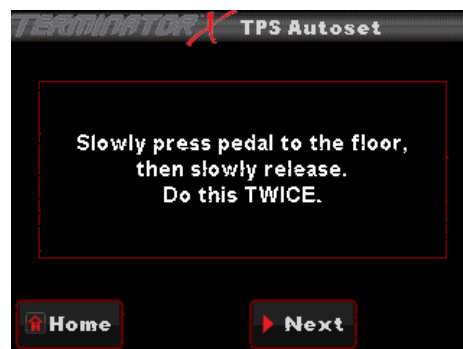 TERMINATOR X TPS Autoset
Slowly press pedal to the floor,
then slowly release.
Do this TWICE.
Home Next